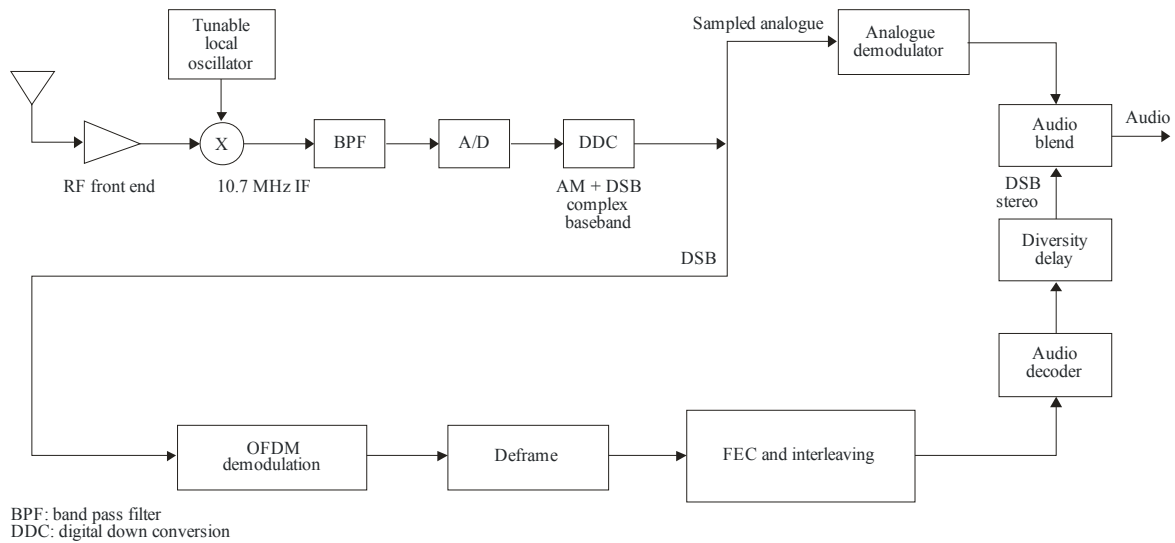 Tunable
local
oscillator
Sampled analogue
Analogue
demodulator
X
BPF
A/D
DDC
Audio
blend
Audio
RF front end
10.7 MHz IF
AM + DSB
complex
baseband
DSB
stereo
DSB
Diversity
delay
Audio
decoder
OFDM
demodulation
Deframe
FEC and interleaving
BPF: band pass filter
DDC: digital down conversion